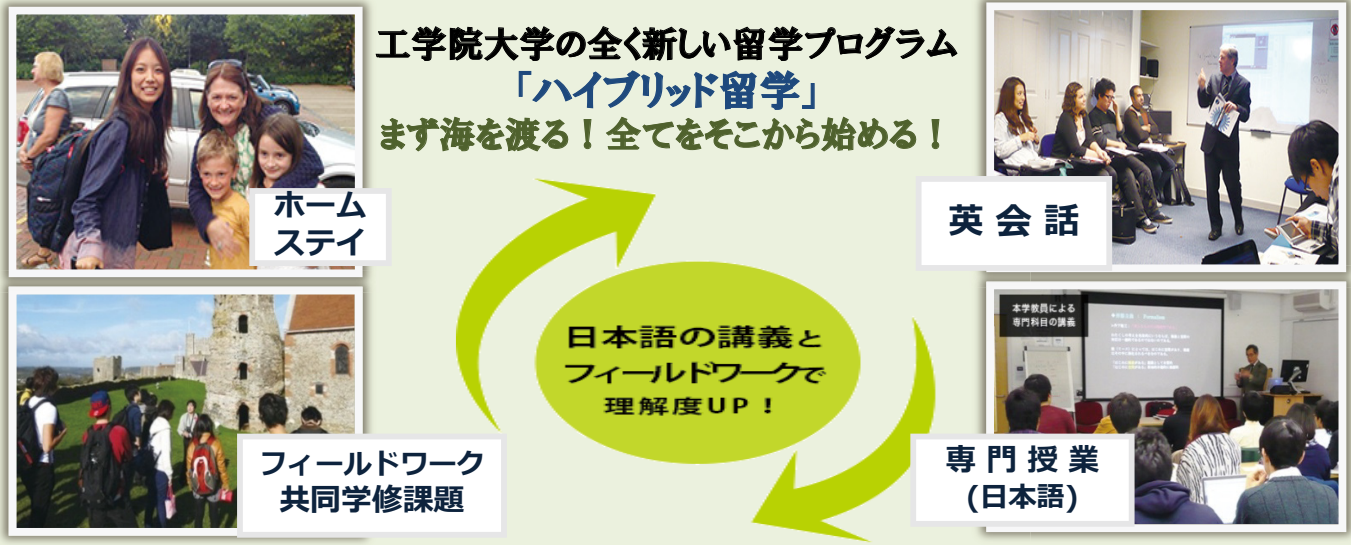 工学院大学の全く新しい留学プログラム
「ハイブリッド留学」
まず海を渡る！全てをそこから始める！
ホーム
ステイ
英会話
日本語の講義と
フィールドワークで
理解度UP！
フィールドワーク
共同学修課題
本学教員による
専門科目の講義
専門授業
(日本語)